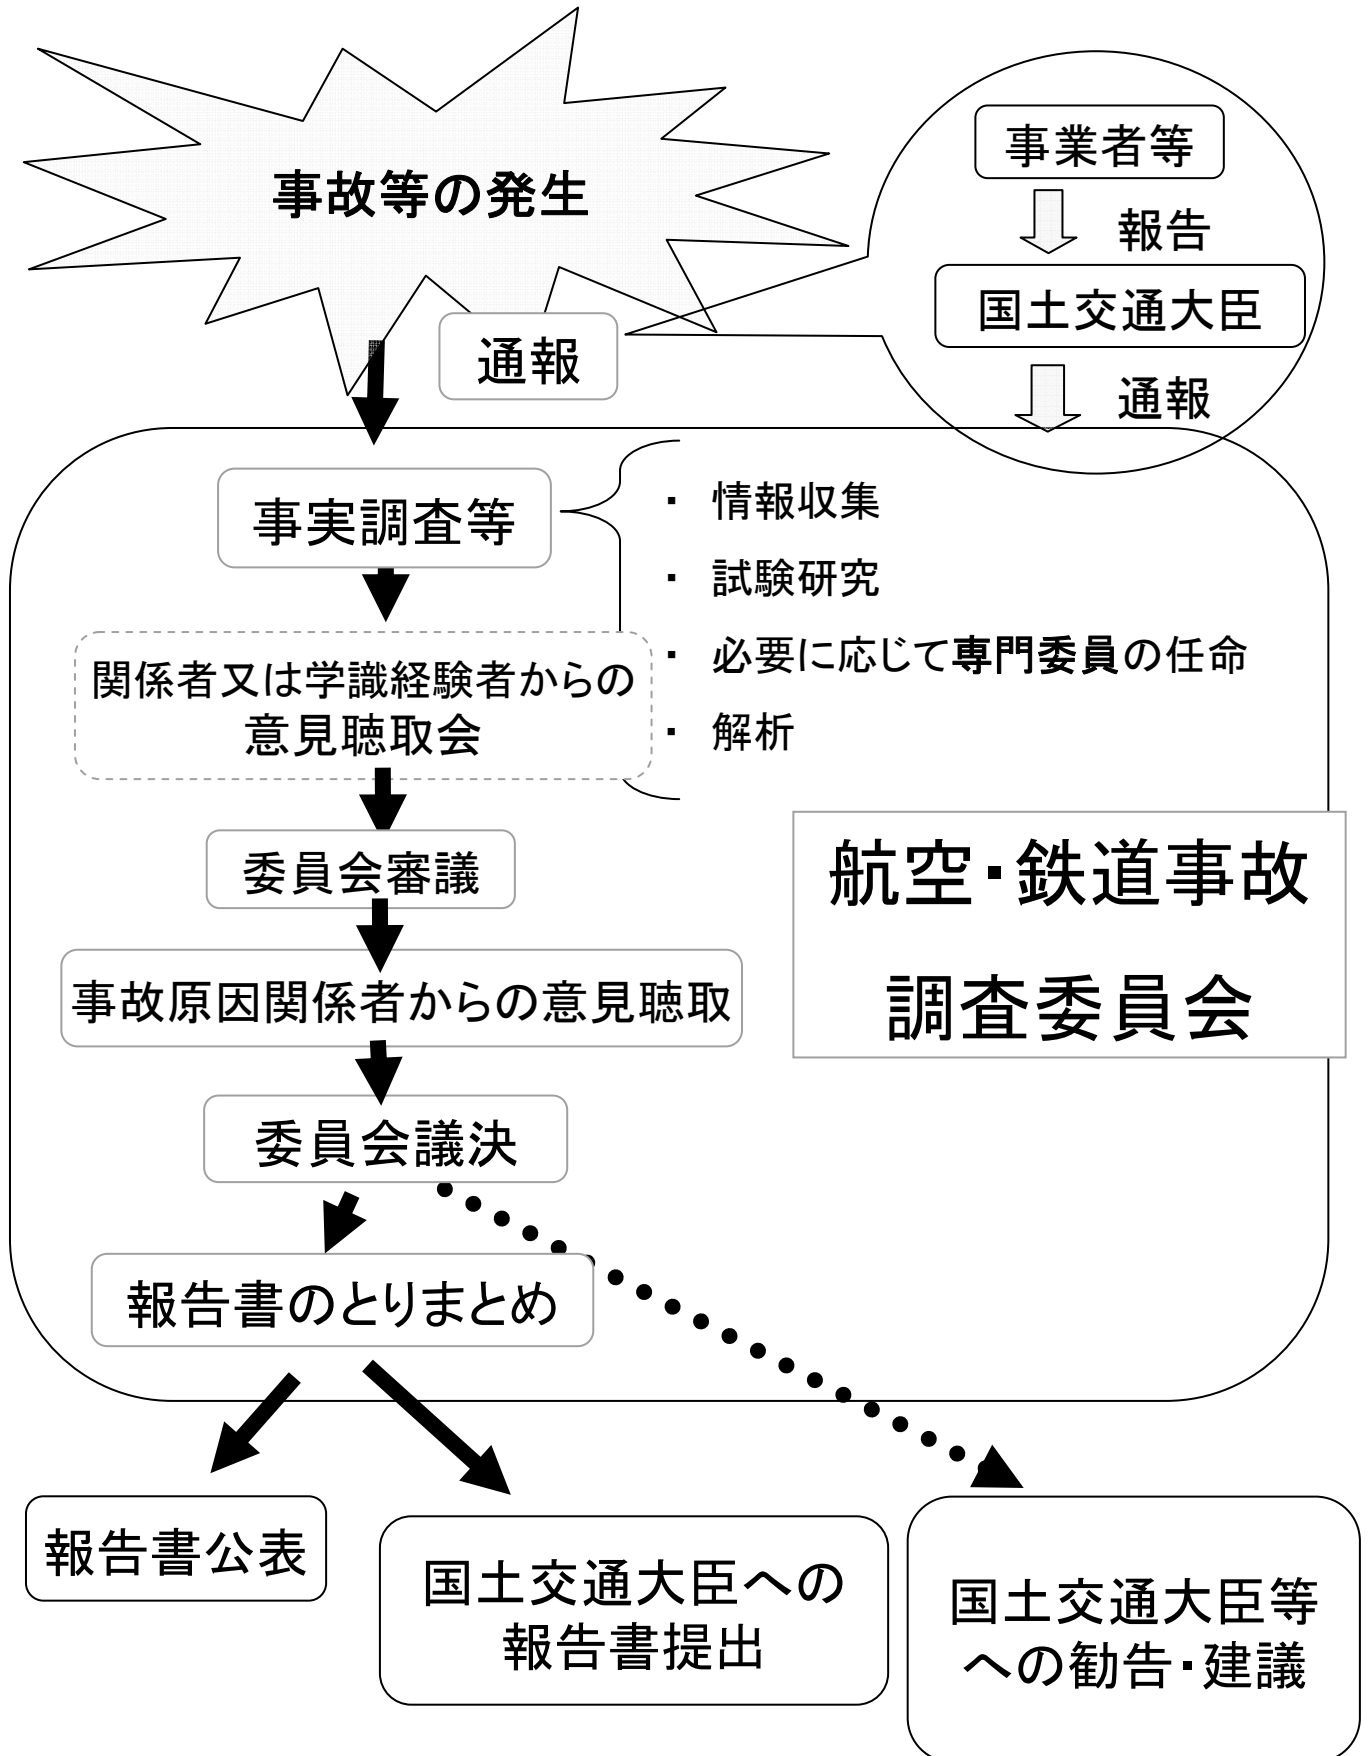 事故等の発生
事業者等
報告
国土交通大臣
通報
通報
事実調査等
・ 情報収集
・ 試験研究
・ 必要に応じて専門委員の任命
・ 解析
関係者又は学識経験者からの
意見聴取会
委員会審議
航空・鉄道事故
調査委員会
事故原因関係者からの意見聴取
委員会議決
報告書のとりまとめ
報告書公表
国土交通大臣への
報告書提出
国土交通大臣等
への勧告・建議